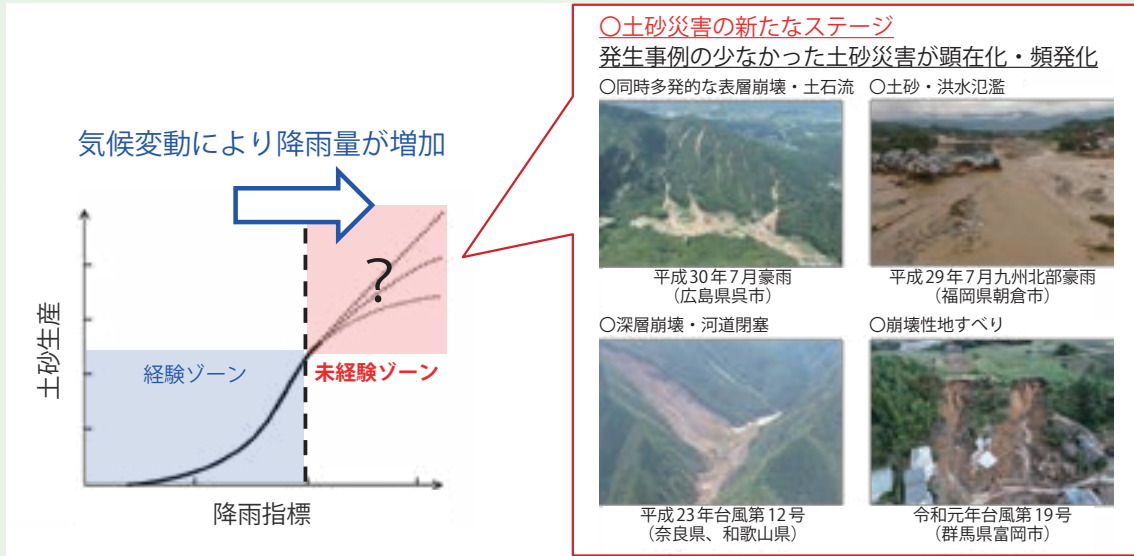 気候変動により降雨量が増加
土砂生産
経験ゾーン
?
未経験ゾーン
降雨指標
〇土砂災害の新たなステージ
発生事例の少なかった土砂災害が顕在化・頻発化
〇同時多発的な表層崩壊・土石流
平成30年7月豪雨
（広島県呉市）
〇土砂・洪水氾濫
平成29年7月九州北部豪雨
（福岡県朝倉市）
〇深層崩壊・河道閉塞
平成23年台風第12号
（奈良県、和歌山県）
〇崩壊性地すべり
令和元年台風第19号
（群馬県富岡市）